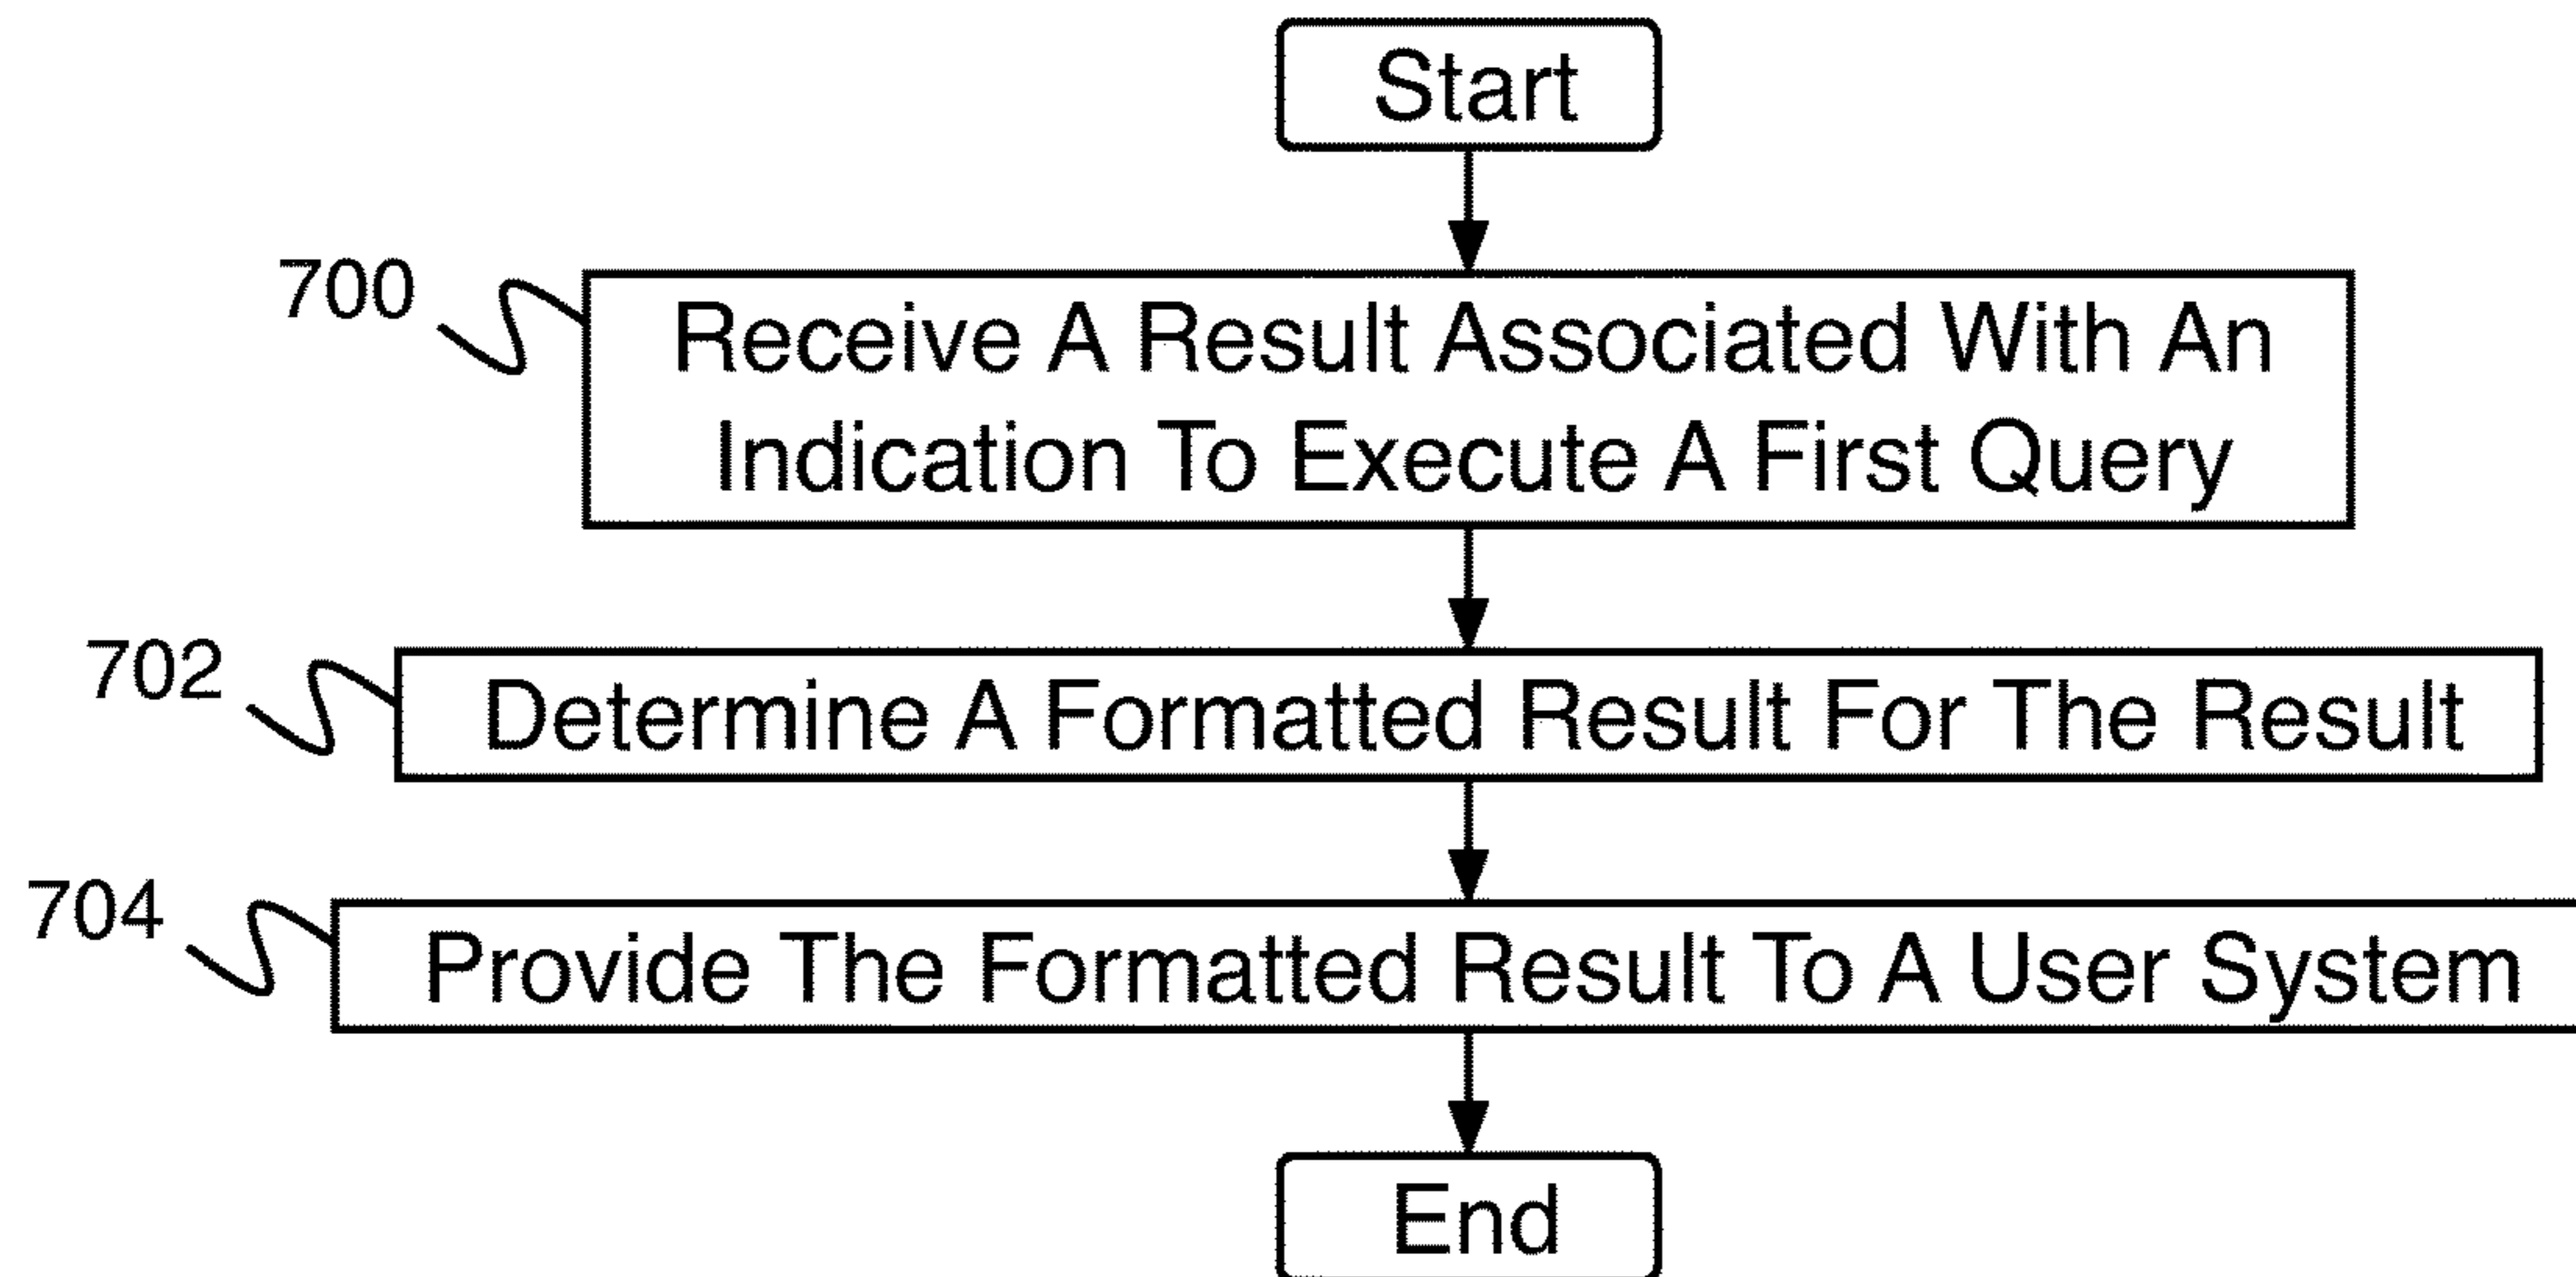 Start
700
Receive A Result Associated With An
Indication To Execute A First Query
702
Determine A Formatted Result For The Result
704
Provide The Formatted Result To A User System
End